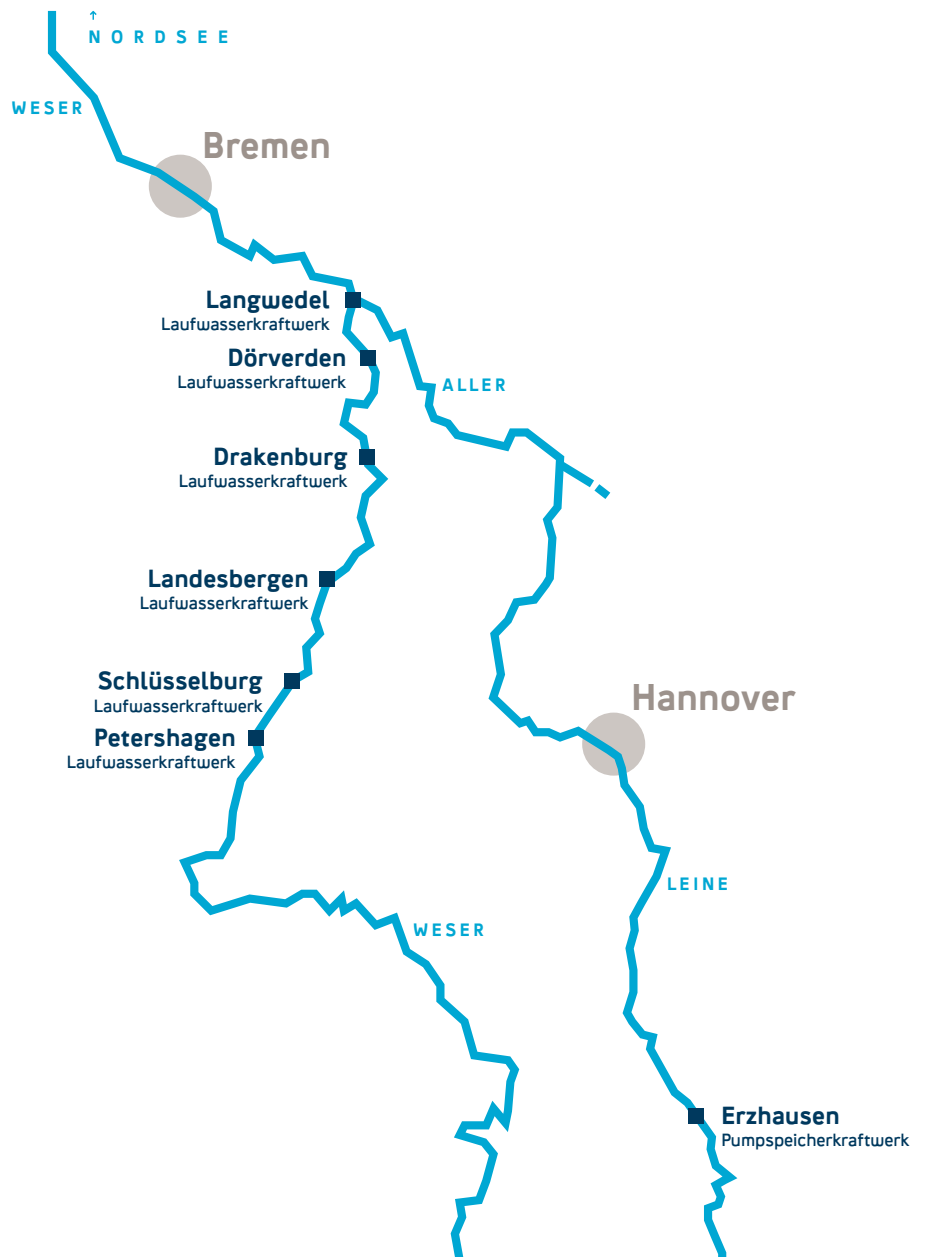 ↑
NORDSEE
WESER
Bremen
Langwedel
Laufwasserkraftwerk
Dörverden
Laufwasserkraftwerk
ALLER
Drakenburg
Laufwasserkraftwerk
Landesbergen
Laufwasserkraftwerk
Schlüsselburg
Laufwasserkraftwerk
Hannover
Petershagen
Laufwasserkraftwerk
LEINE
WESER
Erzhausen
Pumpspeicherkraftwerk